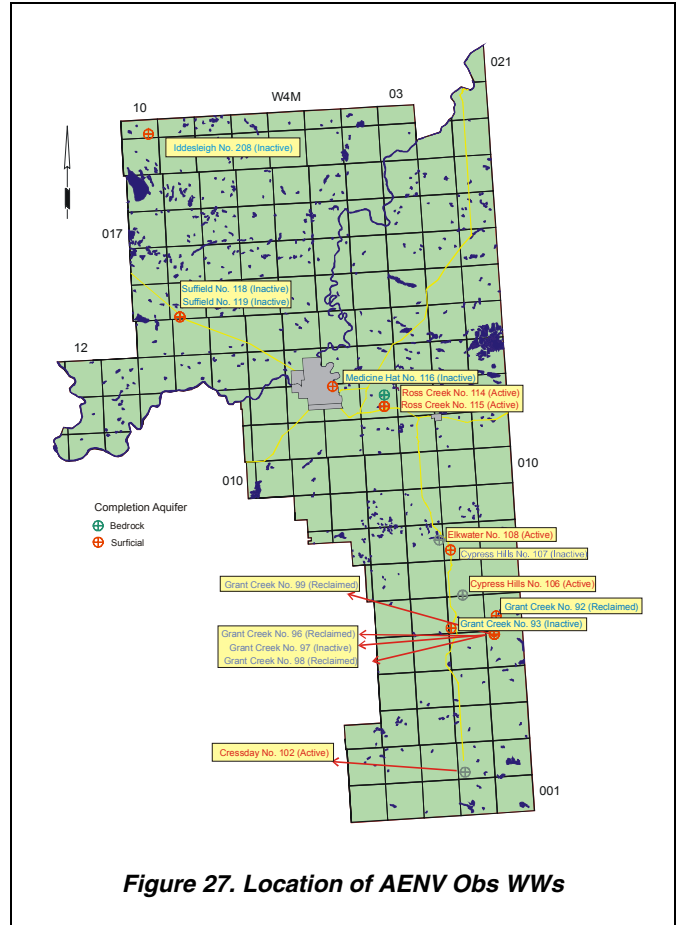 021
W4M
10
03
Iddesleigh No. 208 (Inactive)
017
Suffield No. 118 (Inactive)
Suffield No. 119 (Inactive)
12
Medicine Hat No. 116 (Inactive)
Ross Creek No. 114 (Active)
Ross Creek No. 115 (Active)
010
010
Completion Aquifer
Bedrock
Surficial
Elkwater No. 108 (Active)
Cypress Hills No. 107 (Inactive)
Grant Creek No. 99 (Reclaimed)
Cypress Hills No. 106 (Active)
Grant Creek No. 92 (Reclaimed)
Grant Creek No. 93 (Inactive)
Grant Creek No. 96 (Reclaimed)
Grant Creek No. 97 (Inactive)
Grant Creek No. 98 (Reclaimed)
Cressday No. 102 (Active)
001
Figure 27. Location of AENV Obs WWs